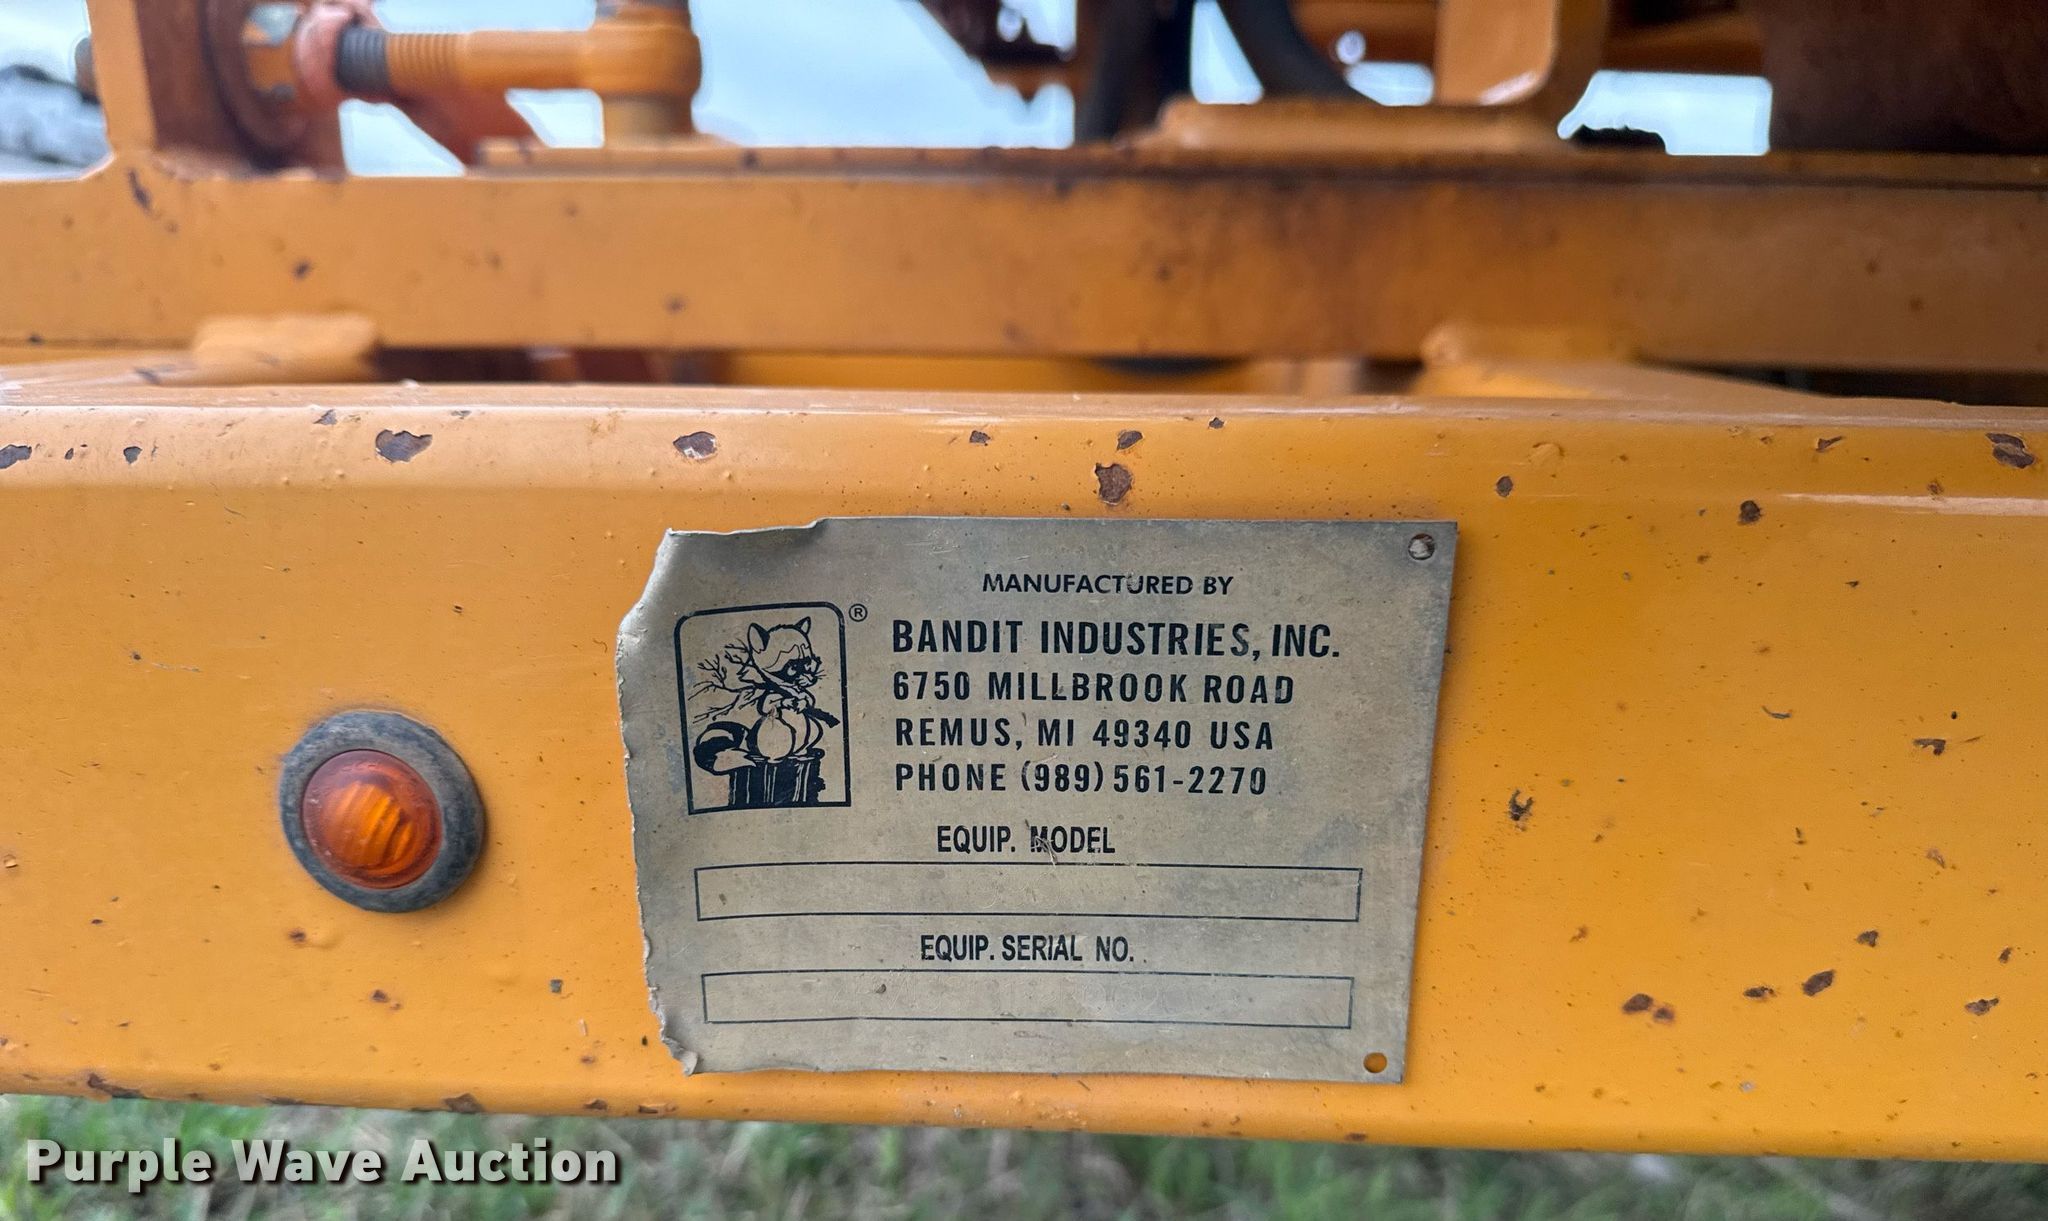 MANUFACTURED BY
®
BANDIT INDUSTRIES, INC.
6750 MILLBROOK ROAD
REMUS, MI 49340 USA
PHONE (989) 561-2270
EQUIP. MODEL
EQUIP. SERIAL NO.
Purple Wave Auction